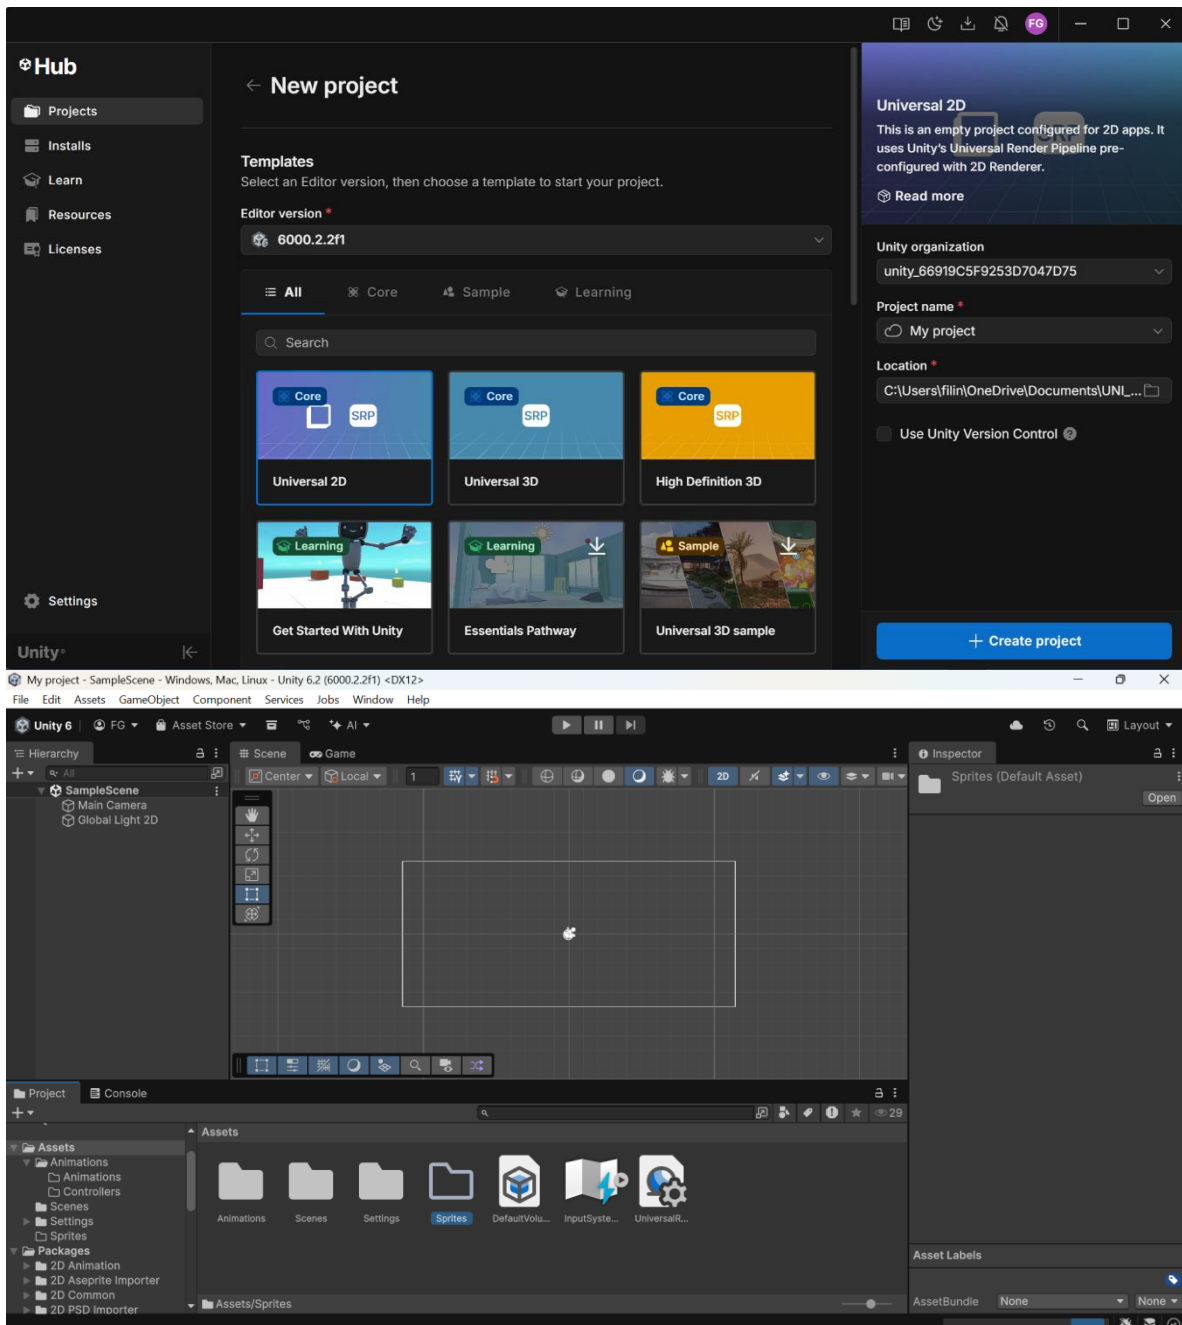 FG
Hub
Projects
Installs
Learn
Resources
Licenses
Settings
Unity
← New project
Templates
Select an Editor version, then choose a template to start your project.
Editor version *
6000.2.2f1
All
Core
Sample
Learning
Search
Core
SRP
Universal 2D
Core
SRP
Universal 3D
Core
SRP
High Definition 3D
Learning
Get Started With Unity
Learning
Essentials Pathway
Sample
Universal 3D sample
Universal 2D
This is an empty project configured for 2D apps. It
uses Unity's Universal Render Pipeline pre-
configured with 2D Renderer.
Read more
Unity organization
unity_66919C5F9253D7047D75
Project name *
My project
Location *
C:\Users\filin\OneDrive\Documents\UNI_...
Use Unity Version Control
+ Create project
My project - SampleScene - Windows, Mac, Linux - Unity 6.2 (6000.2.2f1) <DX12>
File Edit Assets GameObject Component Services Jobs Window Help
Unity 6 FG Asset Store AI Layout
Hierarchy
All
SampleScene
Main Camera
Global Light 2D
Scene Game
Center Local 1 2D
Inspector
Sprites (Default Asset)
Open
Project Console
29
Assets
Animations
Animations
Controllers
Scenes
Settings
Sprites
Packages
2D Animation
2D Aseprite Importer
2D Common
2D PSD Importer
Assets
Animations
Scenes
Settings
Sprites
DefaultVolu...
InputSyste...
UniversalR...
Assets/Sprites
Asset Labels
AssetBundle None None